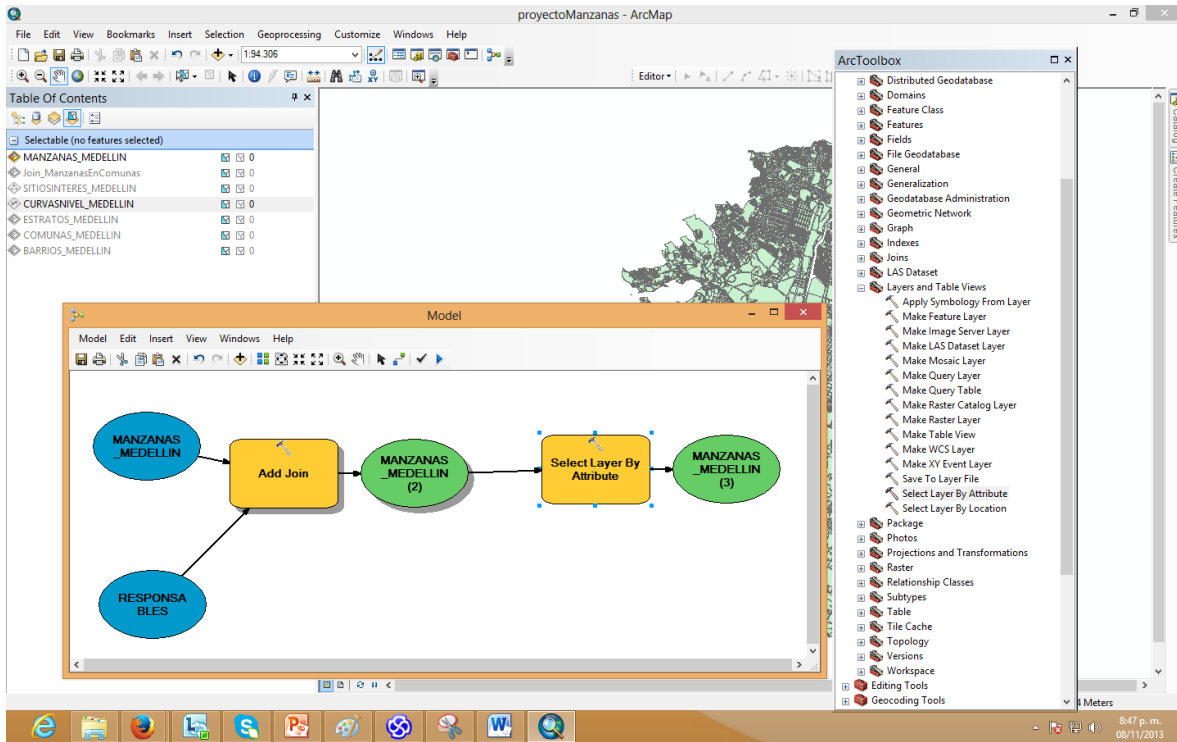 proyectoManzanas - ArcMap
File Edit View Bookmarks Insert Selection Geoprocessing Customize Windows Help
1:94.306
Editor
Table Of Contents
Selectable (no features selected)
MANZANAS_MEDELLIN 0
Join_ManzanasEnComunas 0
SITIOSINTERES_MEDELLIN 0
CURVASNIVEL_MEDELLIN 0
ESTRATOS_MEDELLIN 0
COMUNAS_MEDELLIN 0
BARRIOS_MEDELLIN 0
Model
Model Edit Insert View Windows Help
MANZANAS
_MEDELLIN
Add Join
MANZANAS
_MEDELLIN
(2)
Select Layer By
Attribute
MANZANAS
_MEDELLIN
(3)
RESPONSA
BLES
ArcToolbox
Distributed Geodatabase
Domains
Feature Class
Features
Fields
File Geodatabase
General
Generalization
Geodatabase Administration
Geometric Network
Graph
Indexes
Joins
LAS Dataset
Layers and Table Views
Apply Symbology From Layer
Make Feature Layer
Make Image Server Layer
Make LAS Dataset Layer
Make Mosaic Layer
Make Query Layer
Make Query Table
Make Raster Catalog Layer
Make Raster Layer
Make Table View
Make WCS Layer
Make XY Event Layer
Save To Layer File
Select Layer By Attribute
Select Layer By Location
Package
Photos
Projections and Transformations
Raster
Relationship Classes
Subtypes
Table
Tile Cache
Topology
Versions
Workspace
Editing Tools
Geocoding Tools
Catalog
Create Features
4 Meters
8:47 p. m.
08/11/2013